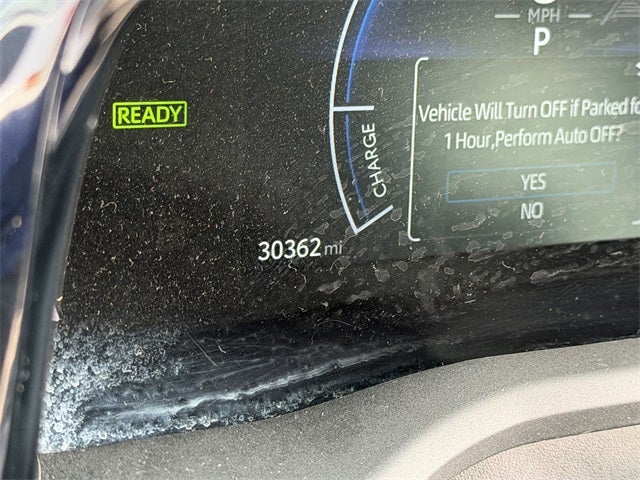 MPH
P
READY
Vehicle Will Turn OFF if Parked fo
1 Hour,Perform Auto OFF?
CHARGE
YES
NO
30362 mi